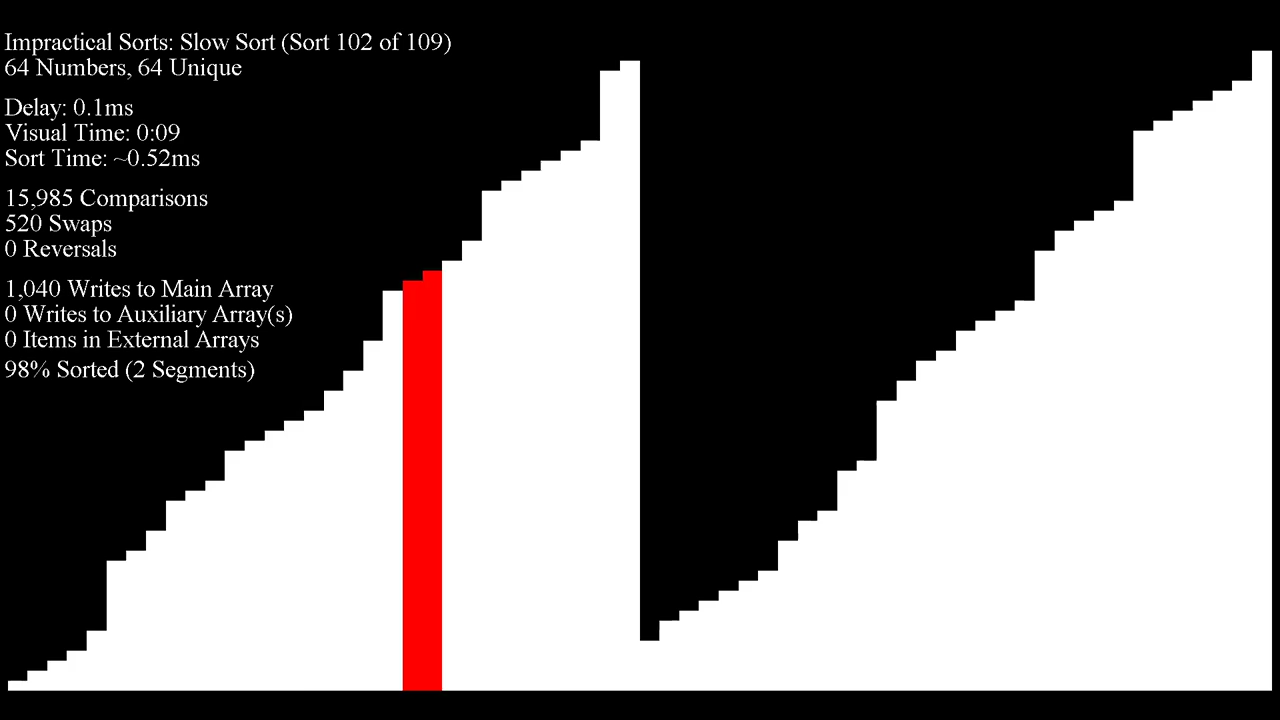 Impractical Sorts: Slow Sort (Sort 102 of 109)
64 Numbers, 64 Unique
Delay: 0.1ms
Visual Time: 0:09
Sort Time: ~0.52ms
15,985 Comparisons
520 Swaps
0 Reversals
1,040 Writes to Main Array
0 Writes to Auxiliary Array(s)
0 Items in External Arrays
98% Sorted (2 Segments)